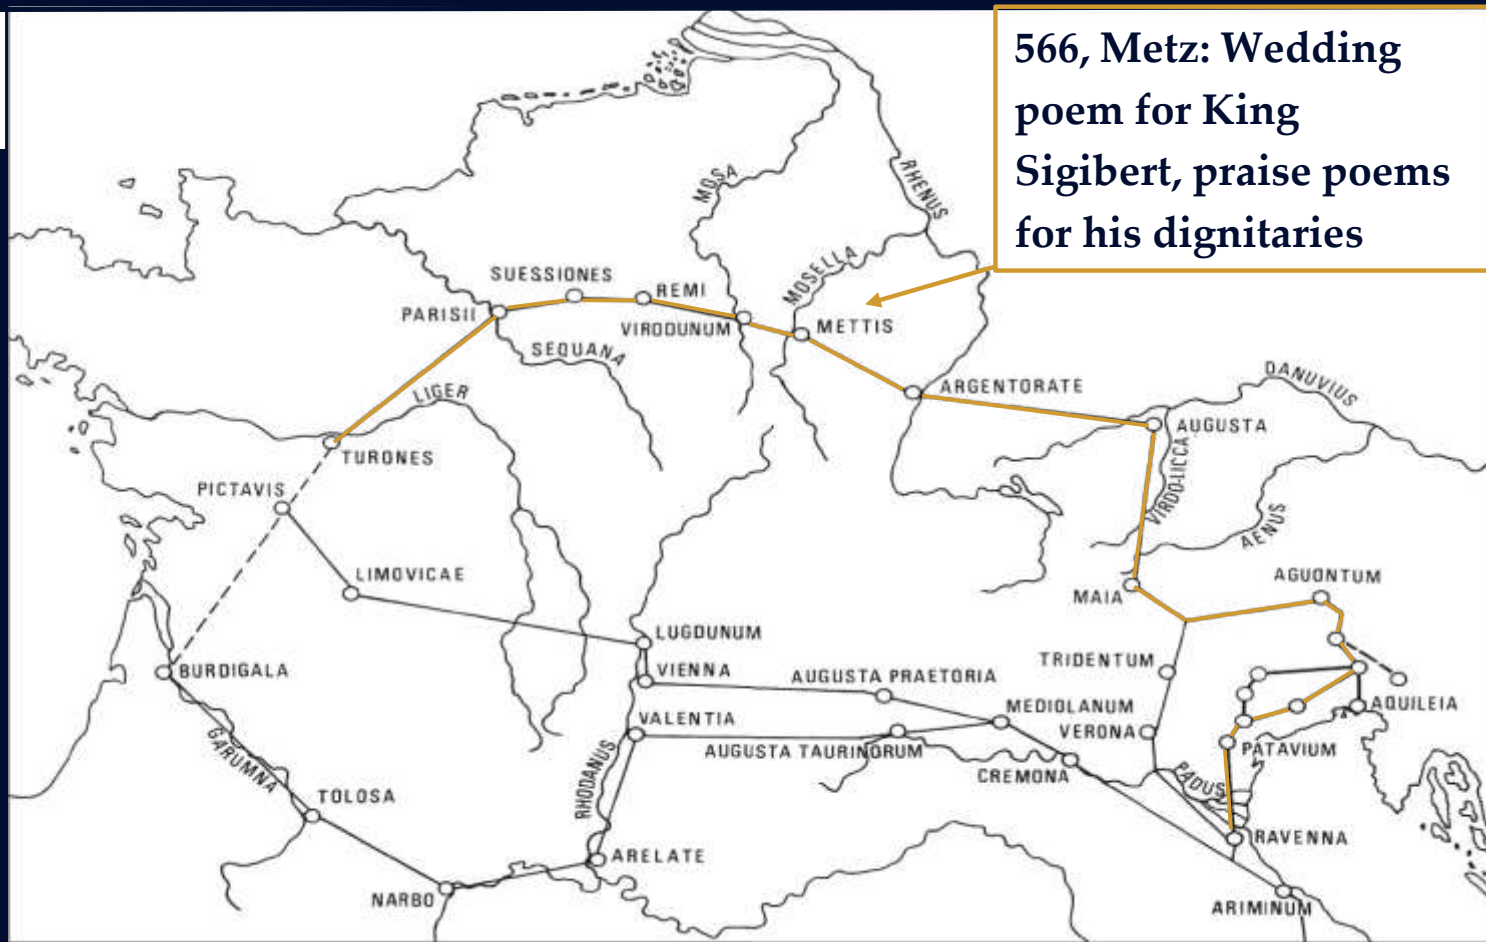 566, Metz: Wedding
poem for King
Sigibert, praise poems
for his dignitaries
RHENUS
MOSA
MOSELLA
SUESSIONES
REMI
PARISII
VIRODUNUM
METTIS
SEQUANA
ARGENTORATE
DANUVIUS
LIGER
AUGUSTA
TURONES
VIRDO-LICCA
PICTAVIS
AENUS
LIMOVICAE
AGUONTUM
MAIA
LUGDUNUM
TRIDENTUM
BURDIGALA
VIENNA
AUGUSTA PRAETORIA
MEDIOLANUM
AQUILEIA
VALENTIA
VERONA
AUGUSTA TAURINORUM
PATAVIUM
GARUMNA
RHODANUS
CREMONA
PADUS
TOLOSA
RAVENNA
ARELATE
NARBO
ARIMINUM